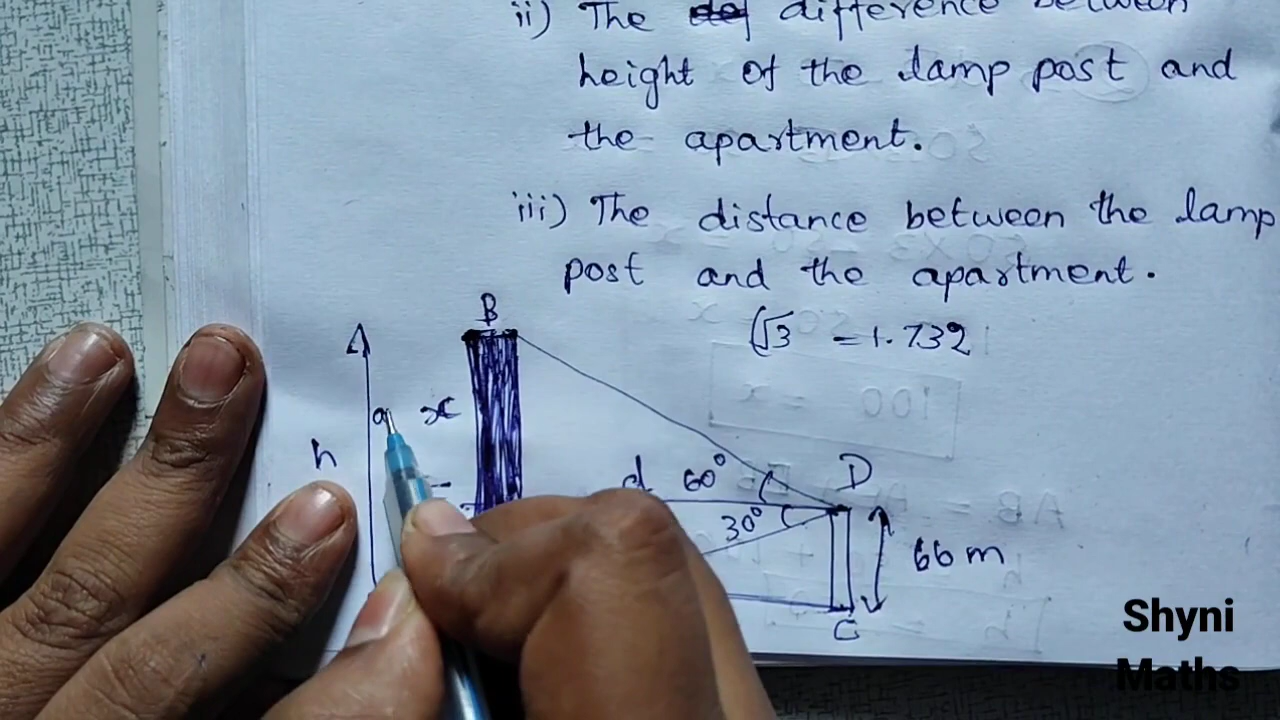 ii) The difference between
height of the lamp post and
the apartment.
iii) The distance between the lamp
post and the apartment.
(√3 = 1.732
B
x
h
d 60° D
30°
66 m
C
Shyni
Maths